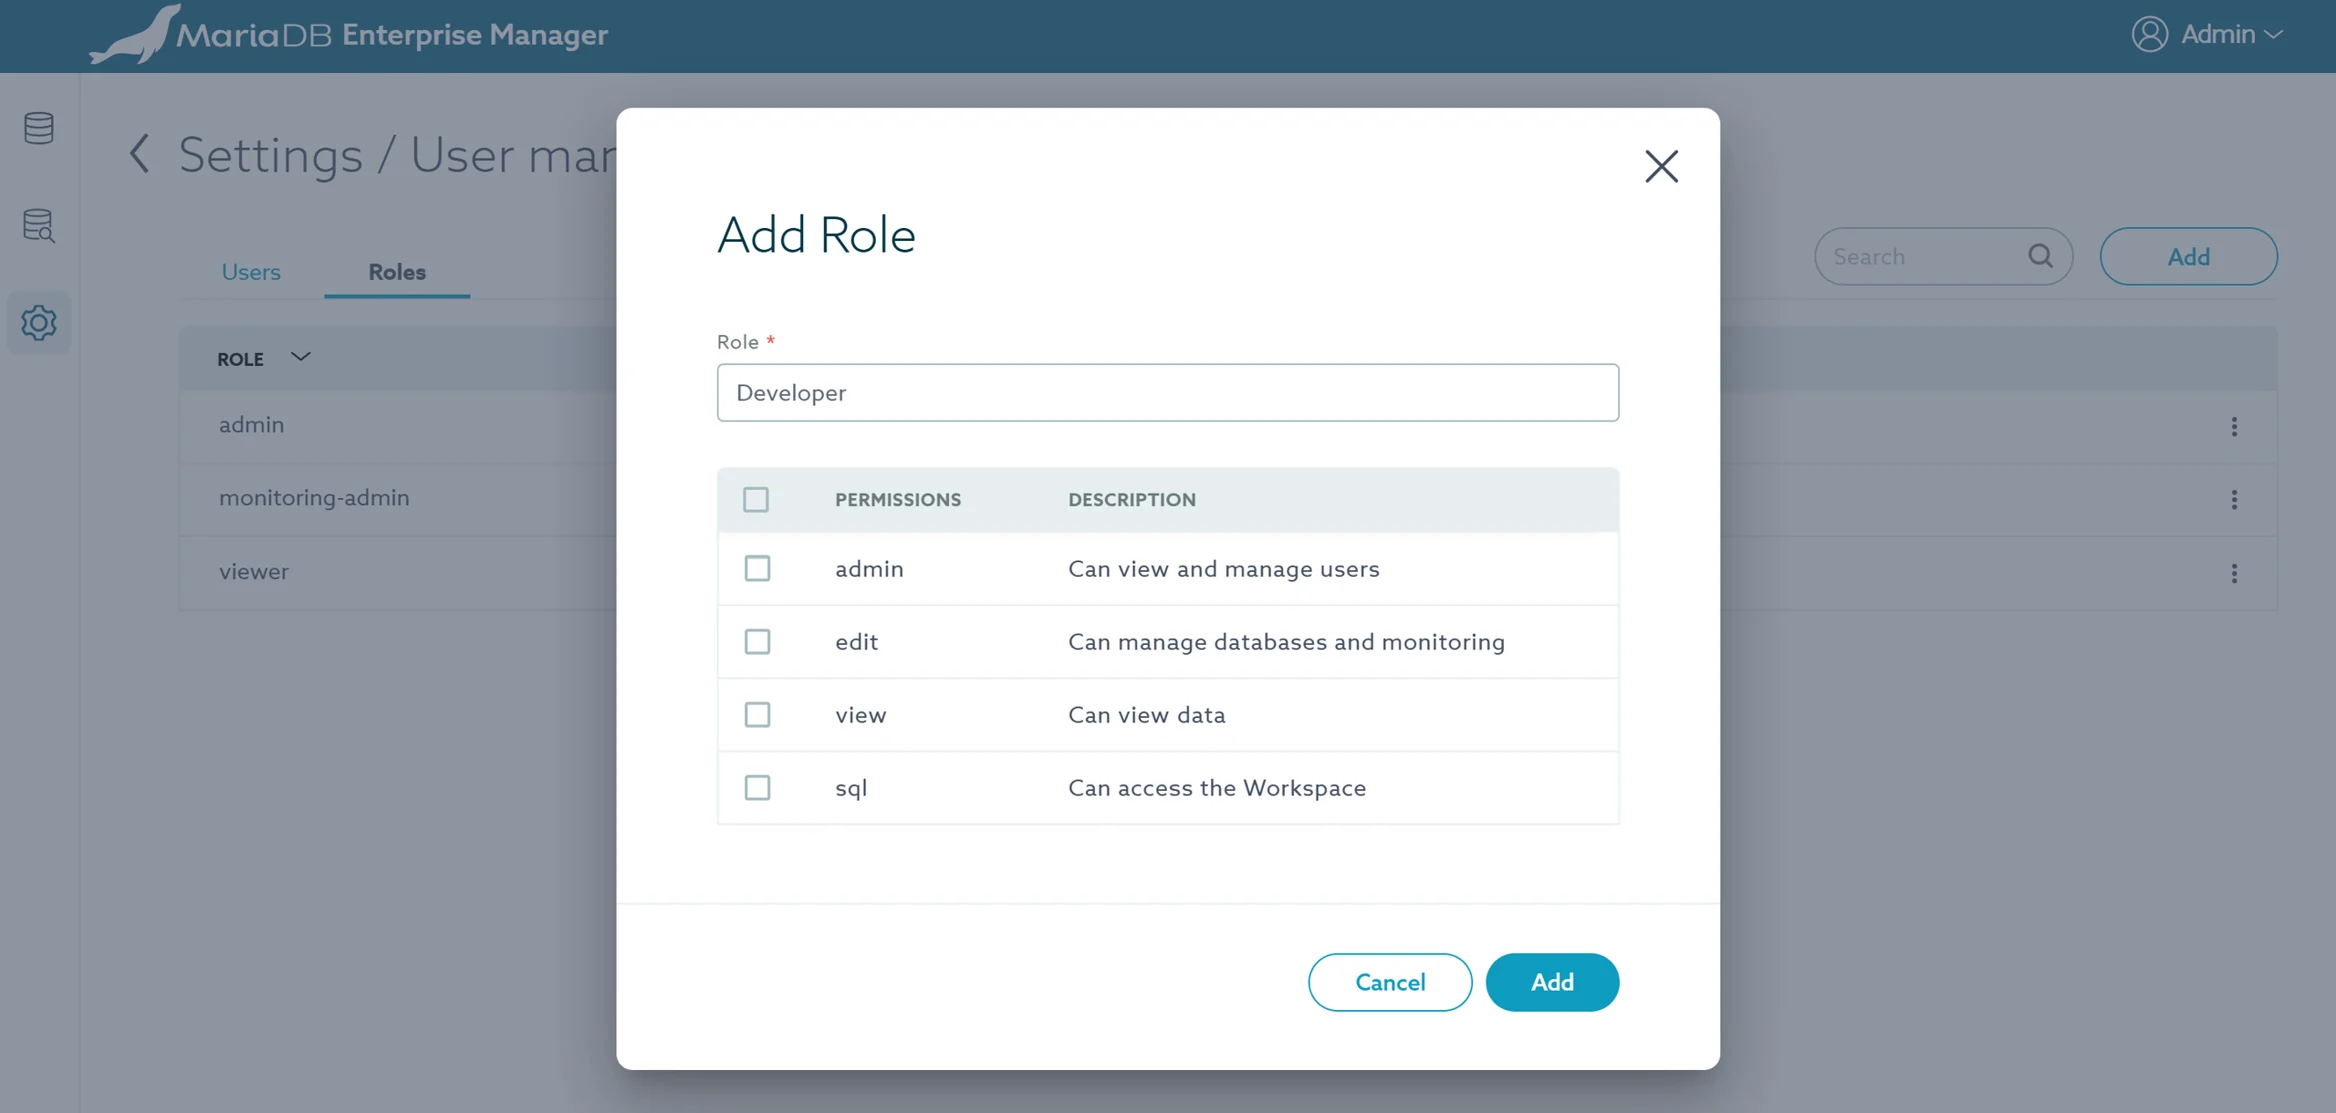 MariaDB Enterprise Manager
Admin
Settings / User man
Users
Roles
Search
Add
ROLE
admin
monitoring-admin
viewer
Add Role
Role *
Developer
PERMISSIONS DESCRIPTION
admin Can view and manage users
edit Can manage databases and monitoring
view Can view data
sql Can access the Workspace
Cancel
Add